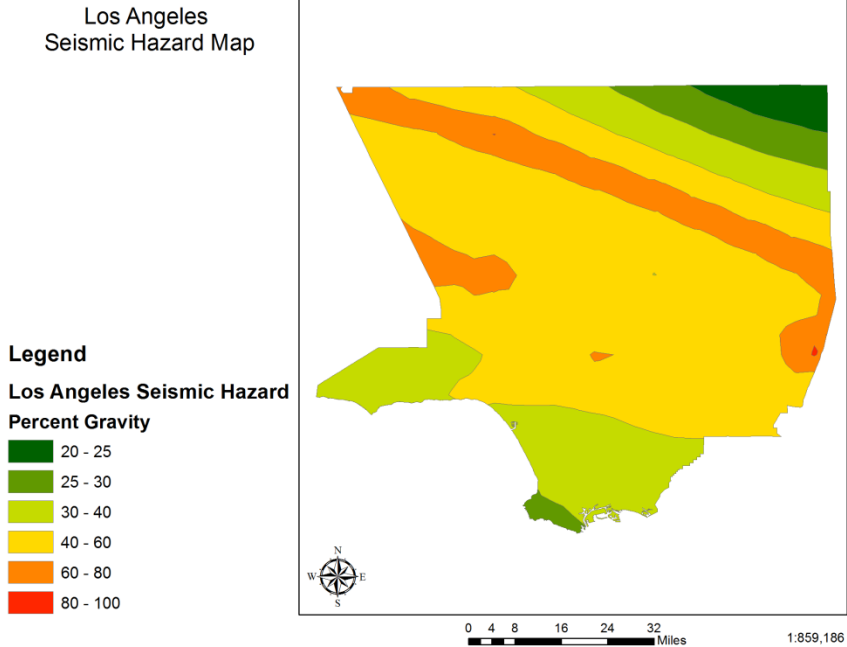 Los Angeles
Seismic Hazard Map
Legend
Los Angeles Seismic Hazard
Percent Gravity
20 - 25
25 - 30
30 - 40
40 - 60
60 - 80
80 - 100
N
W E
S
0 4 8 16 24 32
Miles
1:859,186